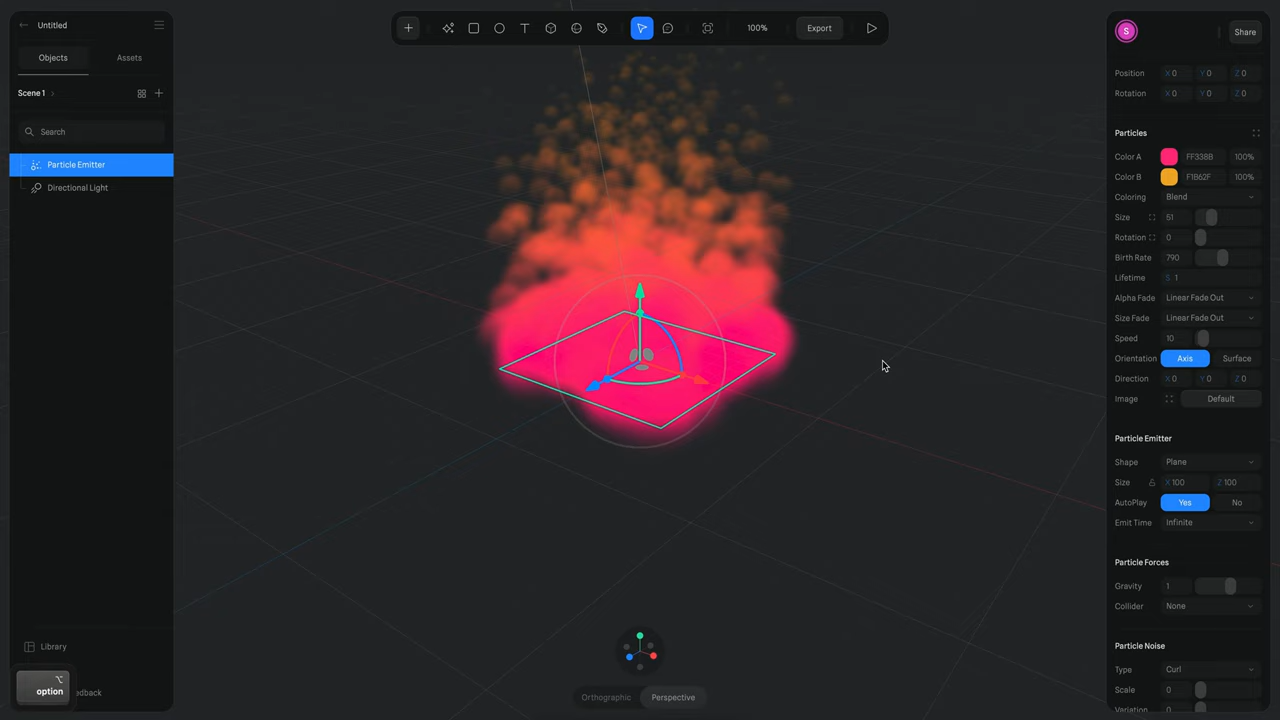 Untitled
Objects
Assets
Scene 1
Search
Particle Emitter
Directional Light
Library
edback
⌥
option
T
100%
Export
Orthographic
Perspective
S
Share
Position X 0 Y 0 Z 0
Rotation X 0 Y 0 Z 0
Particles
Color A FF338B 100%
Color B F1B62F 100%
Coloring Blend
Size 51
Rotation 0
Birth Rate 790
Lifetime S 1
Alpha Fade Linear Fade Out
Size Fade Linear Fade Out
Speed 10
Orientation Axis Surface
Direction X 0 Y 0 Z 0
Image Default
Particle Emitter
Shape Plane
Size X 100 Z 100
AutoPlay Yes No
Emit Time Infinite
Particle Forces
Gravity 1
Collider None
Particle Noise
Type Curl
Scale 0
Variation 0